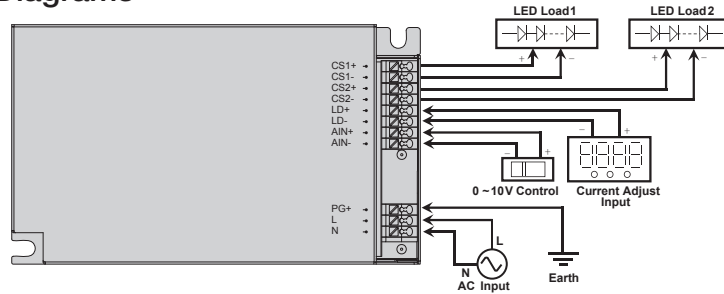 Diagrams
LED Load1
LED Load2
+
–
+
–
CS1+
CS1-
CS2+
CS2-
LD+
LD-
AIN+
AIN-
–
+
–
+
0 ~10V Control
Current Adjust
Input
PG+
L
N
L
N
AC Input
Earth